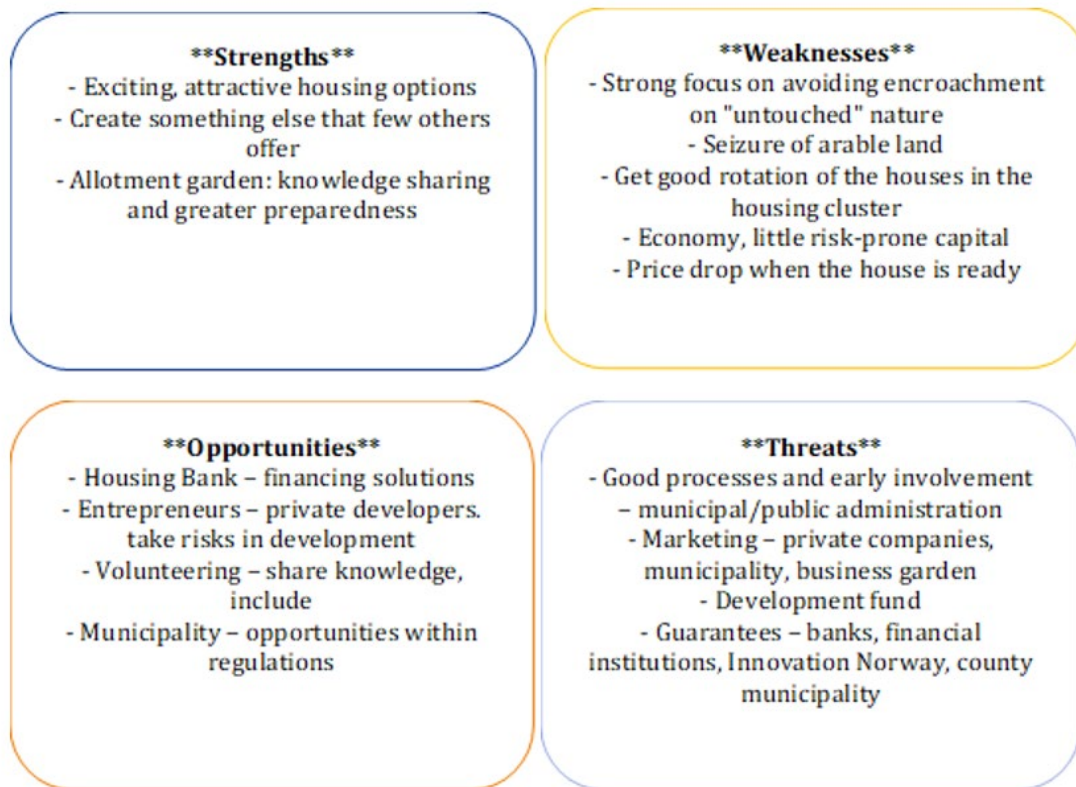 **Strengths**
- Exciting, attractive housing options
- Create something else that few others
offer
- Allotment garden: knowledge sharing
and greater preparedness
**Weaknesses**
- Strong focus on avoiding encroachment
on "untouched" nature
- Seizure of arable land
- Get good rotation of the houses in the
housing cluster
- Economy, little risk-prone capital
- Price drop when the house is ready
**Opportunities**
- Housing Bank – financing solutions
- Entrepreneurs – private developers.
take risks in development
- Volunteering – share knowledge,
include
- Municipality – opportunities within
regulations
**Threats**
- Good processes and early involvement
– municipal/public administration
- Marketing – private companies,
municipality, business garden
- Development fund
- Guarantees – banks, financial
institutions, Innovation Norway, county
municipality